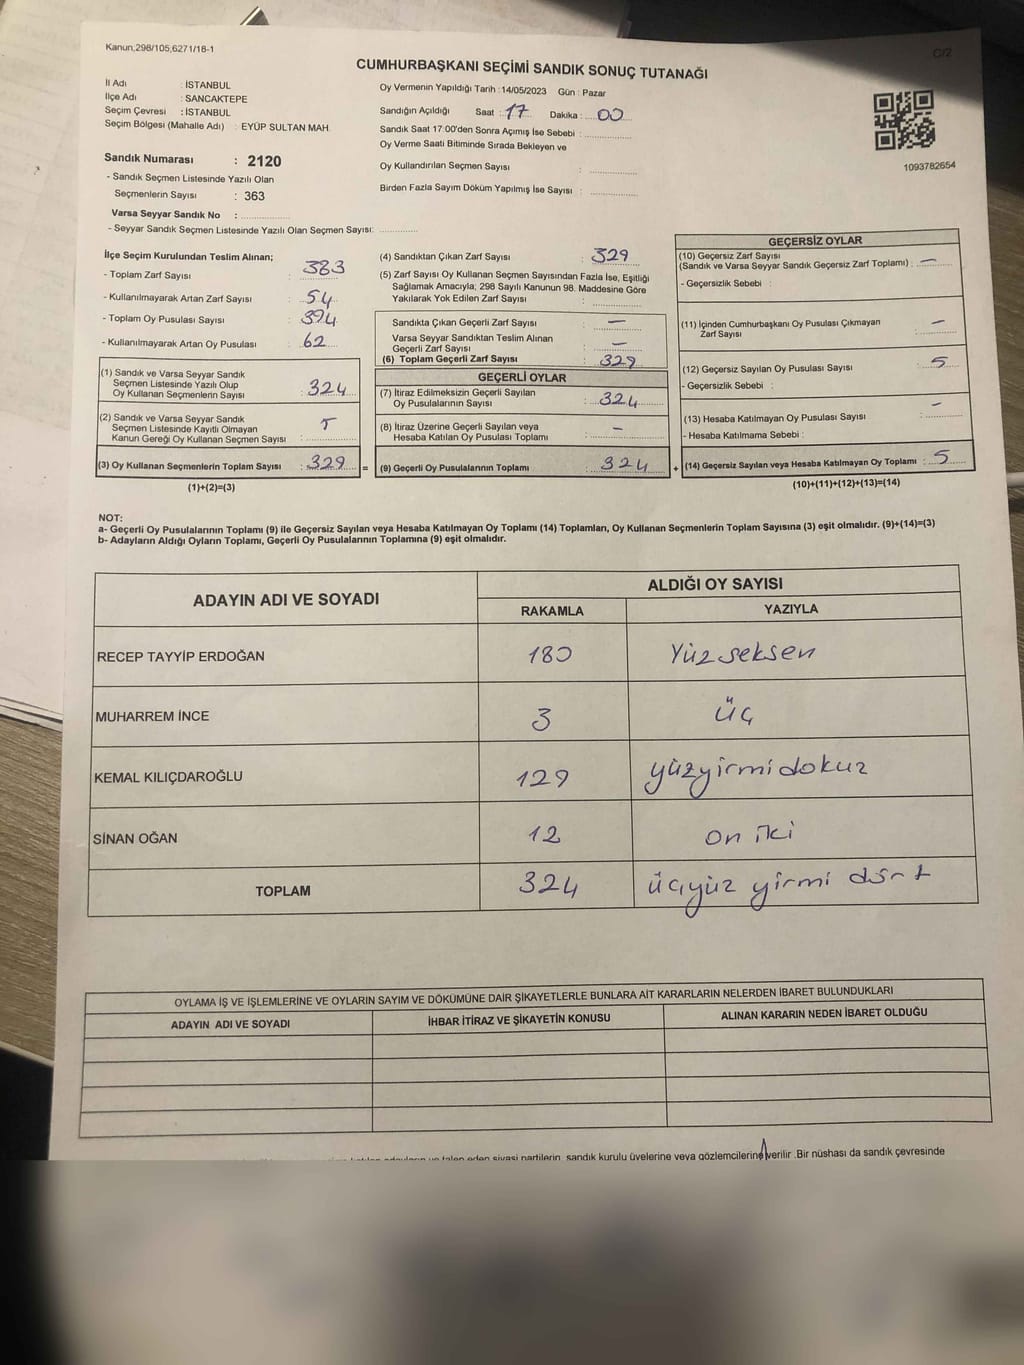 Kanun,298/105,6271/18-1
C/2
CUMHURBAŞKANI SEÇİMİ SANDIK SONUÇ TUTANAĞI
İl Adı : İSTANBUL
İlçe Adı : SANCAKTEPE
Seçim Çevresi : İSTANBUL
Seçim Bölgesi (Mahalle Adı) : EYÜP SULTAN MAH.
Sandık Numarası : 2120
- Sandık Seçmen Listesinde Yazılı Olan
Seçmenlerin Sayısı : 363
Varsa Seyyar Sandık No :
- Seyyar Sandık Seçmen Listesinde Yazılı Olan Seçmen Sayısı:
Oy Vermenin Yapıldığı Tarih :14/05/2023 Gün : Pazar
Sandığın Açıldığı Saat : 17 Dakika : 00
Sandık Saat 17:00'den Sonra Açımış İse Sebebi :
Oy Verme Saati Bitiminde Sırada Bekleyen ve
Oy Kullandırılan Seçmen Sayısı :
Birden Fazla Sayım Döküm Yapılmış İse Sayısı :
1093782654
İlçe Seçim Kurulundan Teslim Alınan;
- Toplam Zarf Sayısı : 383
- Kullanılmayarak Artan Zarf Sayısı : 54
- Toplam Oy Pusulası Sayısı : 394
- Kullanılmayarak Artan Oy Pusulası : 62
(1) Sandık ve Varsa Seyyar Sandık
Seçmen Listesinde Yazılı Olup
Oy Kullanan Seçmenlerin Sayısı : 324
(2) Sandık ve Varsa Seyyar Sandık
Seçmen Listesinde Kayıtlı Olmayan
Kanun Gereği Oy Kullanan Seçmen Sayısı : 5
(3) Oy Kullanan Seçmenlerin Toplam Sayısı : 329 =
(1)+(2)=(3)
(4) Sandıktan Çıkan Zarf Sayısı : 329
(5) Zarf Sayısı Oy Kullanan Seçmen Sayısından Fazla İse, Eşitliği
Sağlamak Amacıyla; 298 Sayılı Kanunun 98. Maddesine Göre
Yakılarak Yok Edilen Zarf Sayısı :
Sandıkta Çıkan Geçerli Zarf Sayısı : –
Varsa Seyyar Sandıktan Teslim Alınan
Geçerli Zarf Sayısı : –
(6) Toplam Geçerli Zarf Sayısı : 329
GEÇERLİ OYLAR
(7) İtiraz Edilmeksizin Geçerli Sayılan
Oy Pusulalarının Sayısı : 324
(8) İtiraz Üzerine Geçerli Sayılan veya
Hesaba Katılan Oy Pusulası Toplamı : –
(9) Geçerli Oy Pusulalarının Toplamı : 324 +
GEÇERSİZ OYLAR
(10) Geçersiz Zarf Sayısı
(Sandık ve Varsa Seyyar Sandık Geçersiz Zarf Toplamı) : –
- Geçersizlik Sebebi :
(11) İçinden Cumhurbaşkanı Oy Pusulası Çıkmayan
Zarf Sayısı : –
(12) Geçersiz Sayılan Oy Pusulası Sayısı : 5
- Geçersizlik Sebebi :
(13) Hesaba Katılmayan Oy Pusulası Sayısı : –
- Hesaba Katılmama Sebebi :
(14) Geçersiz Sayılan veya Hesaba Katılmayan Oy Toplamı : 5
(10)+(11)+(12)+(13)=(14)
NOT:
a- Geçerli Oy Pusulalarının Toplamı (9) ile Geçersiz Sayılan veya Hesaba Katılmayan Oy Toplamı (14) Toplamları, Oy Kullanan Seçmenlerin Toplam Sayısına (3) eşit olmalıdır. (9)+(14)=(3)
b- Adayların Aldığı Oyların Toplamı, Geçerli Oy Pusulalarının Toplamına (9) eşit olmalıdır.
ADAYIN ADI VE SOYADI
ALDIĞI OY SAYISI
RAKAMLA YAZIYLA
RECEP TAYYİP ERDOĞAN 180 Yüzseksen
MUHARREM İNCE 3 üç
KEMAL KILIÇDAROĞLU 129 yüzyirmidokuz
SİNAN OĞAN 12 on iki
TOPLAM 324 üçyüz yirmi dört
OYLAMA İŞ VE İŞLEMLERİNE VE OYLARIN SAYIM VE DÖKÜMÜNE DAİR ŞİKAYETLERLE BUNLARA AİT KARARLARIN NELERDEN İBARET BULUNDUKLARI
ADAYIN ADI VE SOYADI
İHBAR İTİRAZ VE ŞİKAYETİN KONUSU
ALINAN KARARIN NEDEN İBARET OLDUĞU
ve talep eden siyasi partilerin, sandık kurulu üyelerine veya gözlemcilerine verilir .Bir nüshası da sandık çevresinde